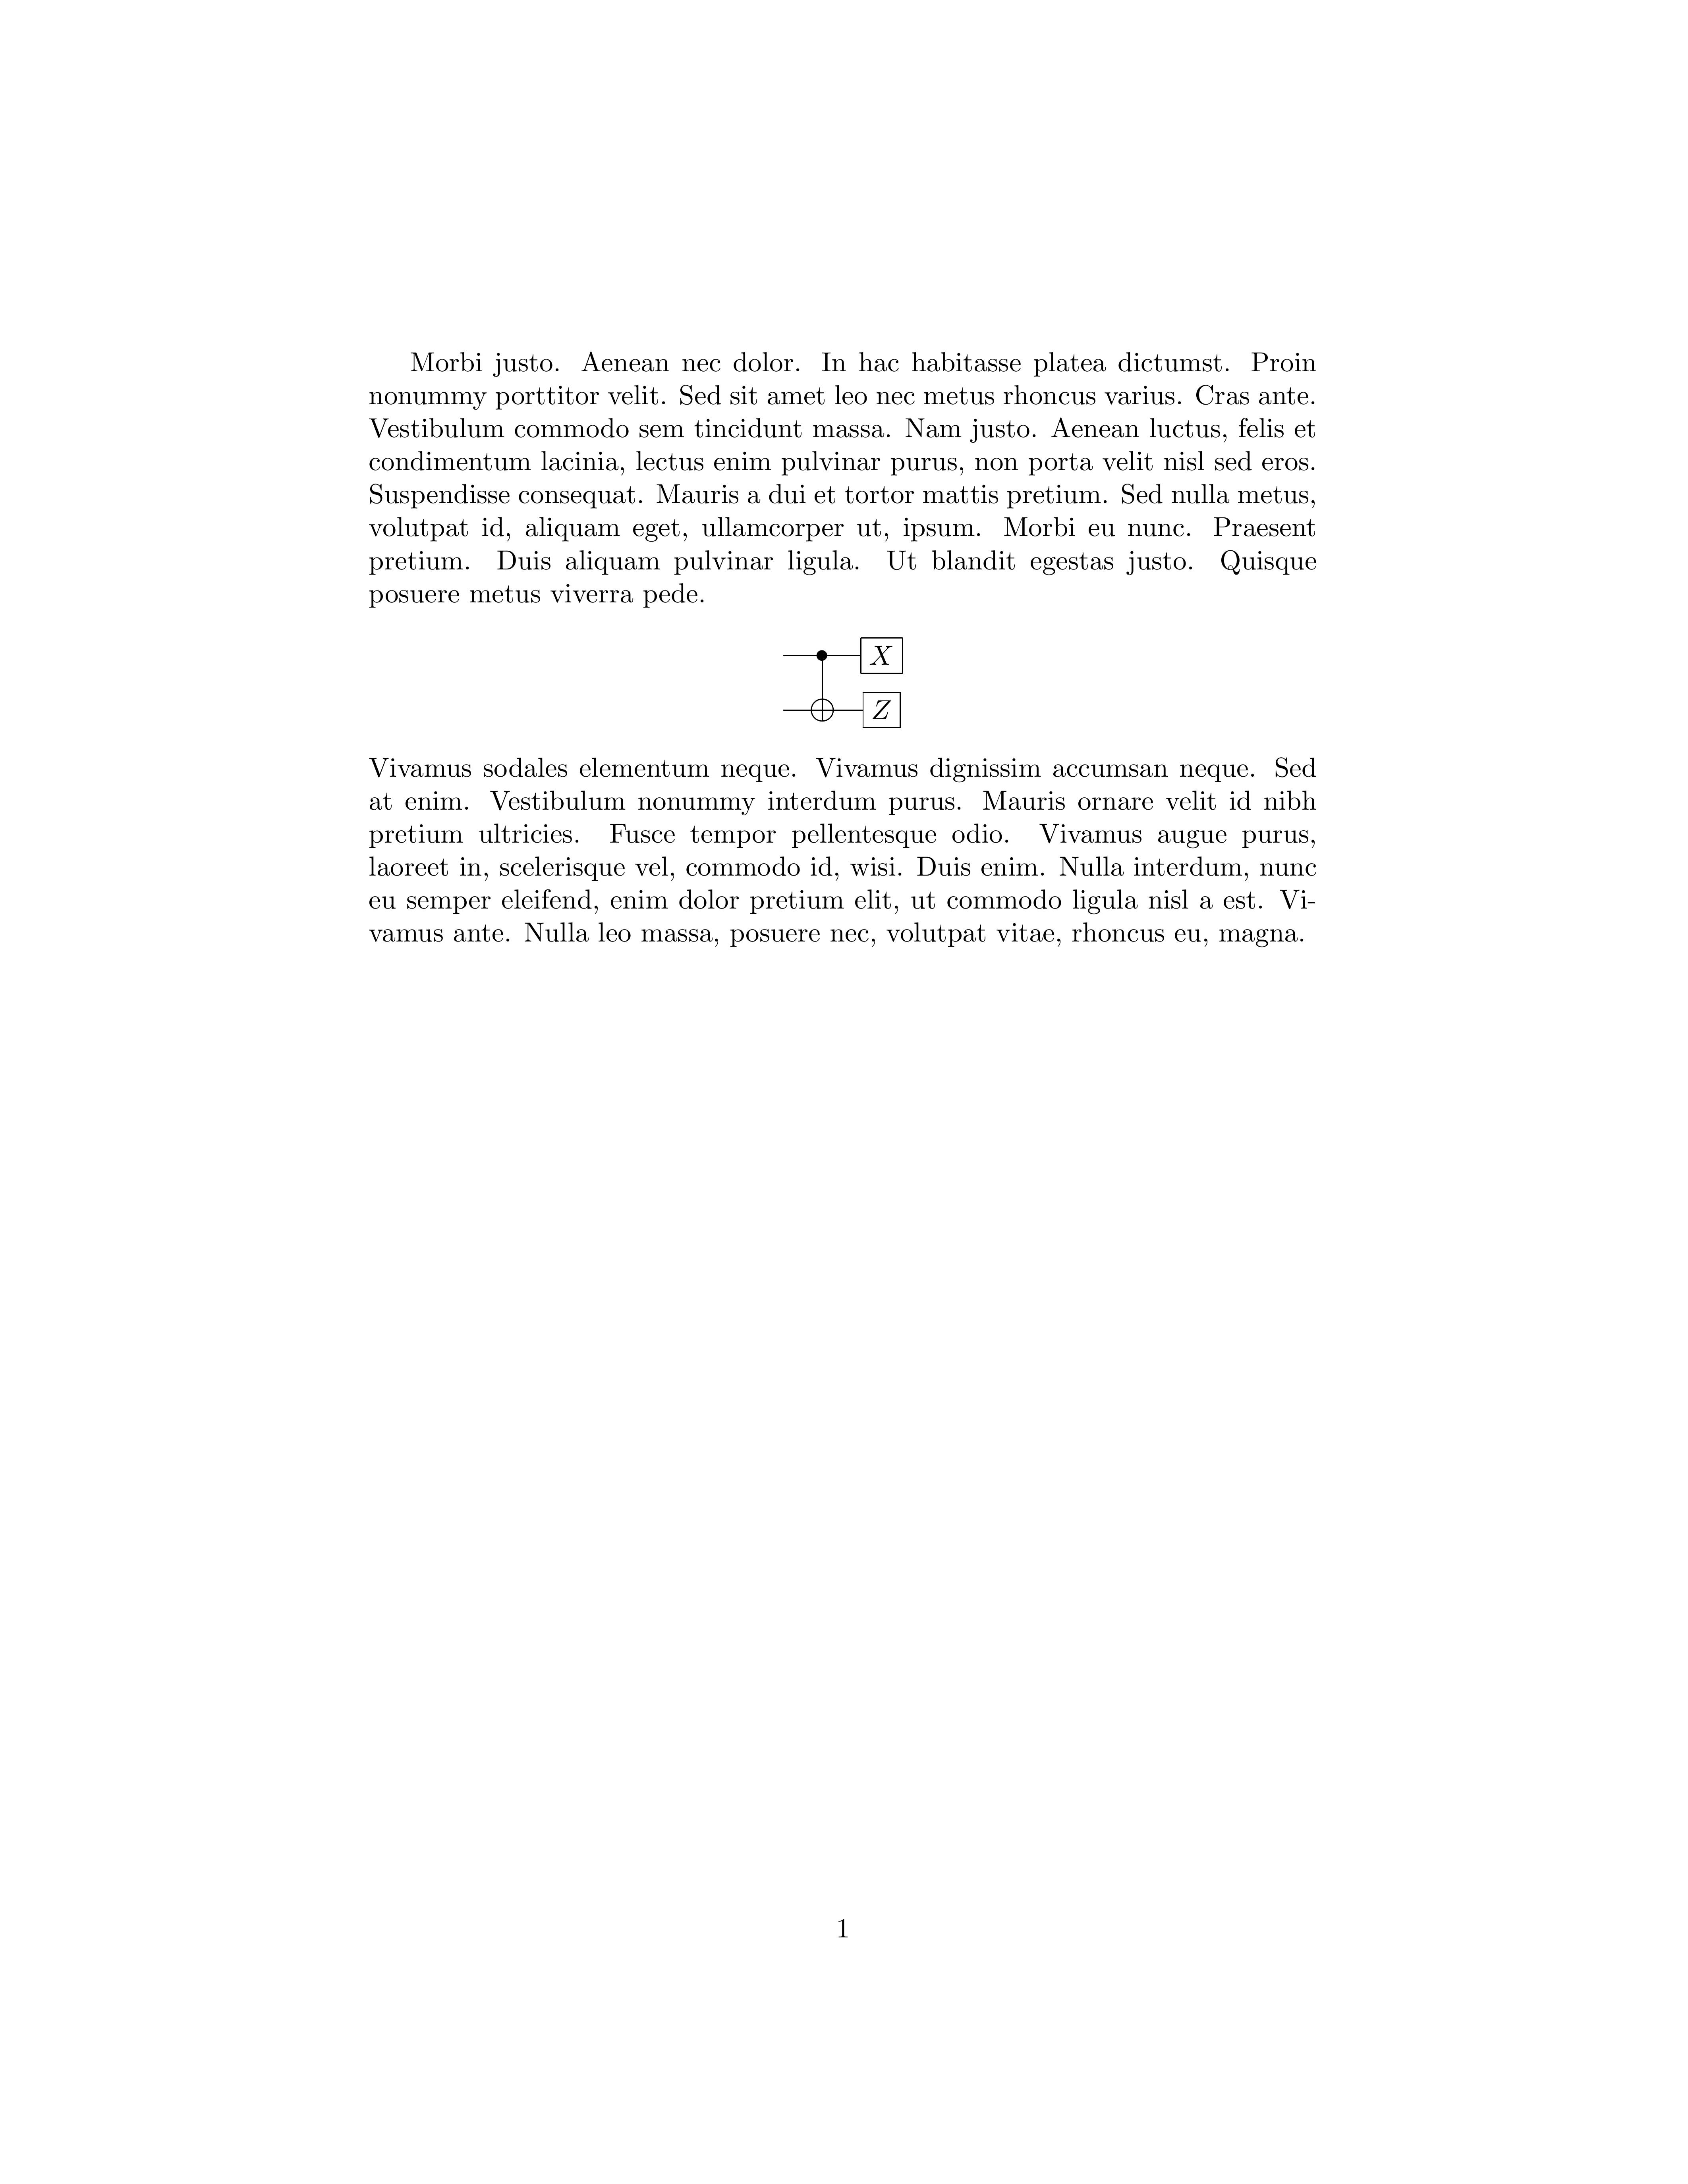 Morbi justo. Aenean nec dolor. In hac habitasse platea dictumst. Proin
nonummy porttitor velit. Sed sit amet leo nec metus rhoncus varius. Cras ante.
Vestibulum commodo sem tincidunt massa. Nam justo. Aenean luctus, felis et
condimentum lacinia, lectus enim pulvinar purus, non porta velit nisl sed eros.
Suspendisse consequat. Mauris a dui et tortor mattis pretium. Sed nulla metus,
volutpat id, aliquam eget, ullamcorper ut, ipsum. Morbi eu nunc. Praesent
pretium. Duis aliquam pulvinar ligula. Ut blandit egestas justo. Quisque
posuere metus viverra pede.
X
Z
Vivamus sodales elementum neque. Vivamus dignissim accumsan neque. Sed
at enim. Vestibulum nonummy interdum purus. Mauris ornare velit id nibh
pretium ultricies. Fusce tempor pellentesque odio. Vivamus augue purus,
laoreet in, scelerisque vel, commodo id, wisi. Duis enim. Nulla interdum, nunc
eu semper eleifend, enim dolor pretium elit, ut commodo ligula nisl a est. Vi-
vamus ante. Nulla leo massa, posuere nec, volutpat vitae, rhoncus eu, magna.
1